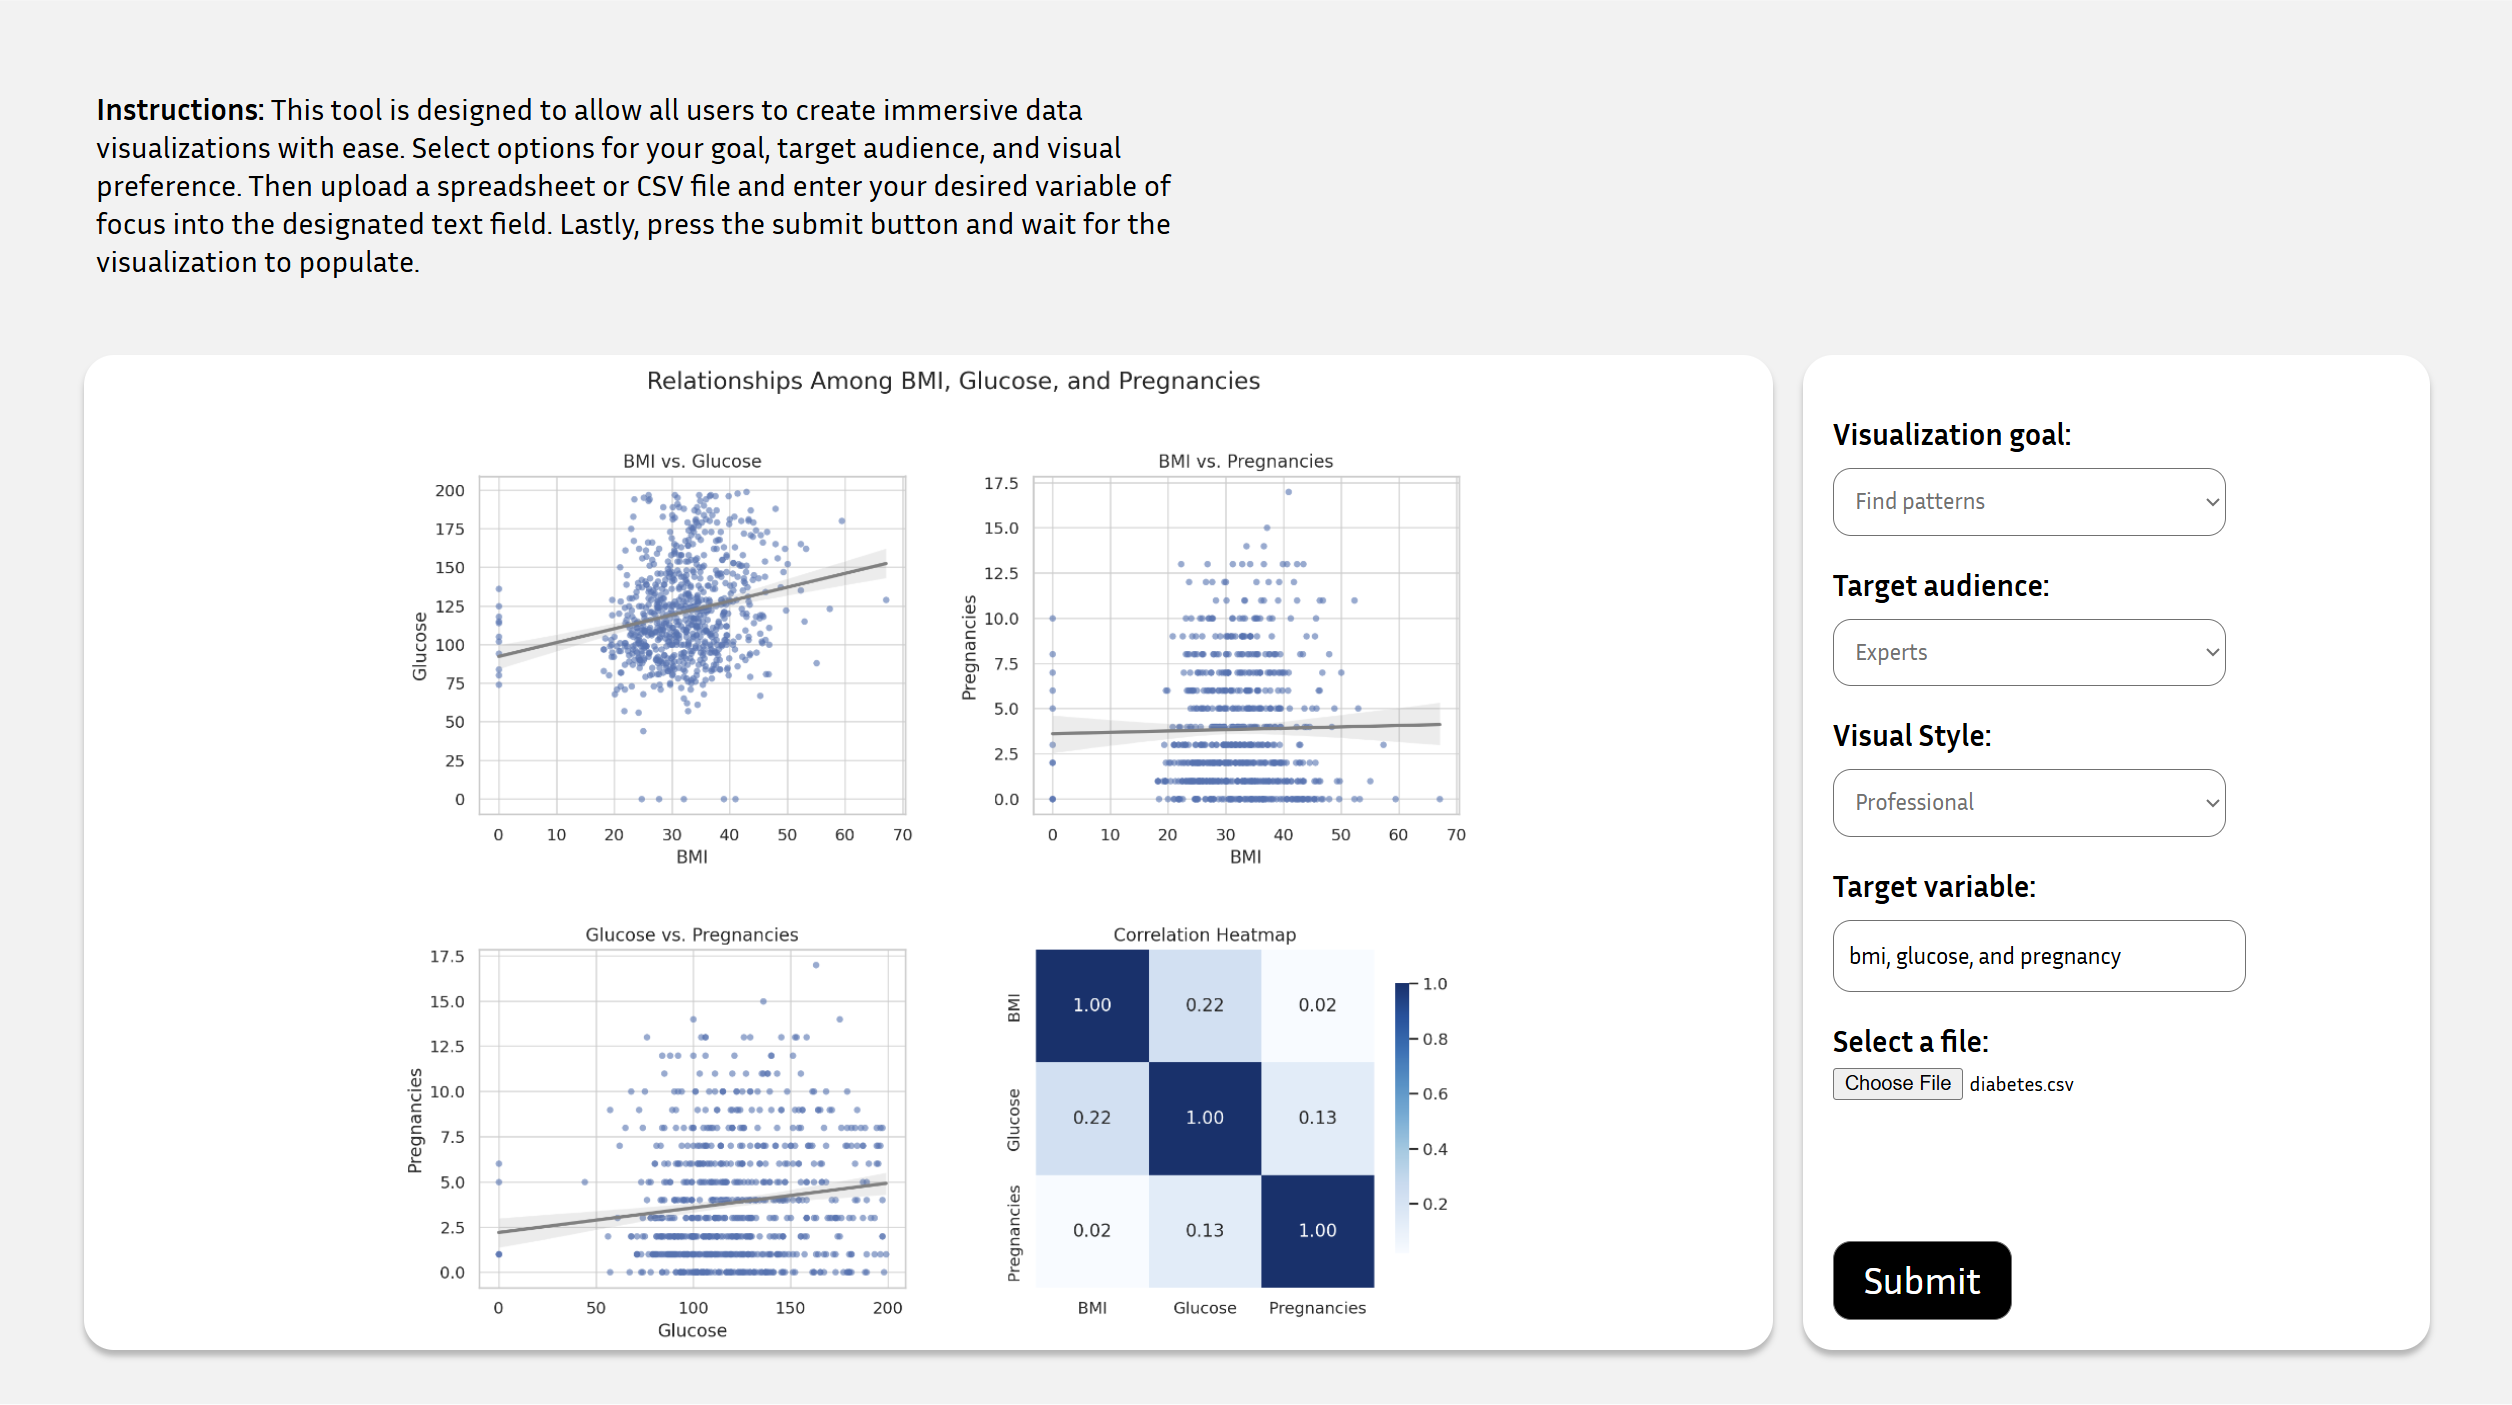 Instructions: This tool is designed to allow all users to create immersive data
visualizations with ease. Select options for your goal, target audience, and visual
preference. Then upload a spreadsheet or CSV file and enter your desired variable of
focus into the designated text field. Lastly, press the submit button and wait for the
visualization to populate.
Relationships Among BMI, Glucose, and Pregnancies
BMI vs. Glucose
Glucose
200
175
150
125
100
75
50
25
0
0 10 20 30 40 50 60 70
BMI
BMI vs. Pregnancies
Pregnancies
17.5
15.0
12.5
10.0
7.5
5.0
2.5
0.0
0 10 20 30 40 50 60 70
BMI
Glucose vs. Pregnancies
Pregnancies
17.5
15.0
12.5
10.0
7.5
5.0
2.5
0.0
0 50 100 150 200
Glucose
Correlation Heatmap
BMI 1.00 0.22 0.02
Glucose 0.22 1.00 0.13
Pregnancies 0.02 0.13 1.00
BMI Glucose Pregnancies
1.0
0.8
0.6
0.4
0.2
Visualization goal:
Find patterns
Target audience:
Experts
Visual Style:
Professional
Target variable:
bmi, glucose, and pregnancy
Select a file:
Choose File diabetes.csv
Submit